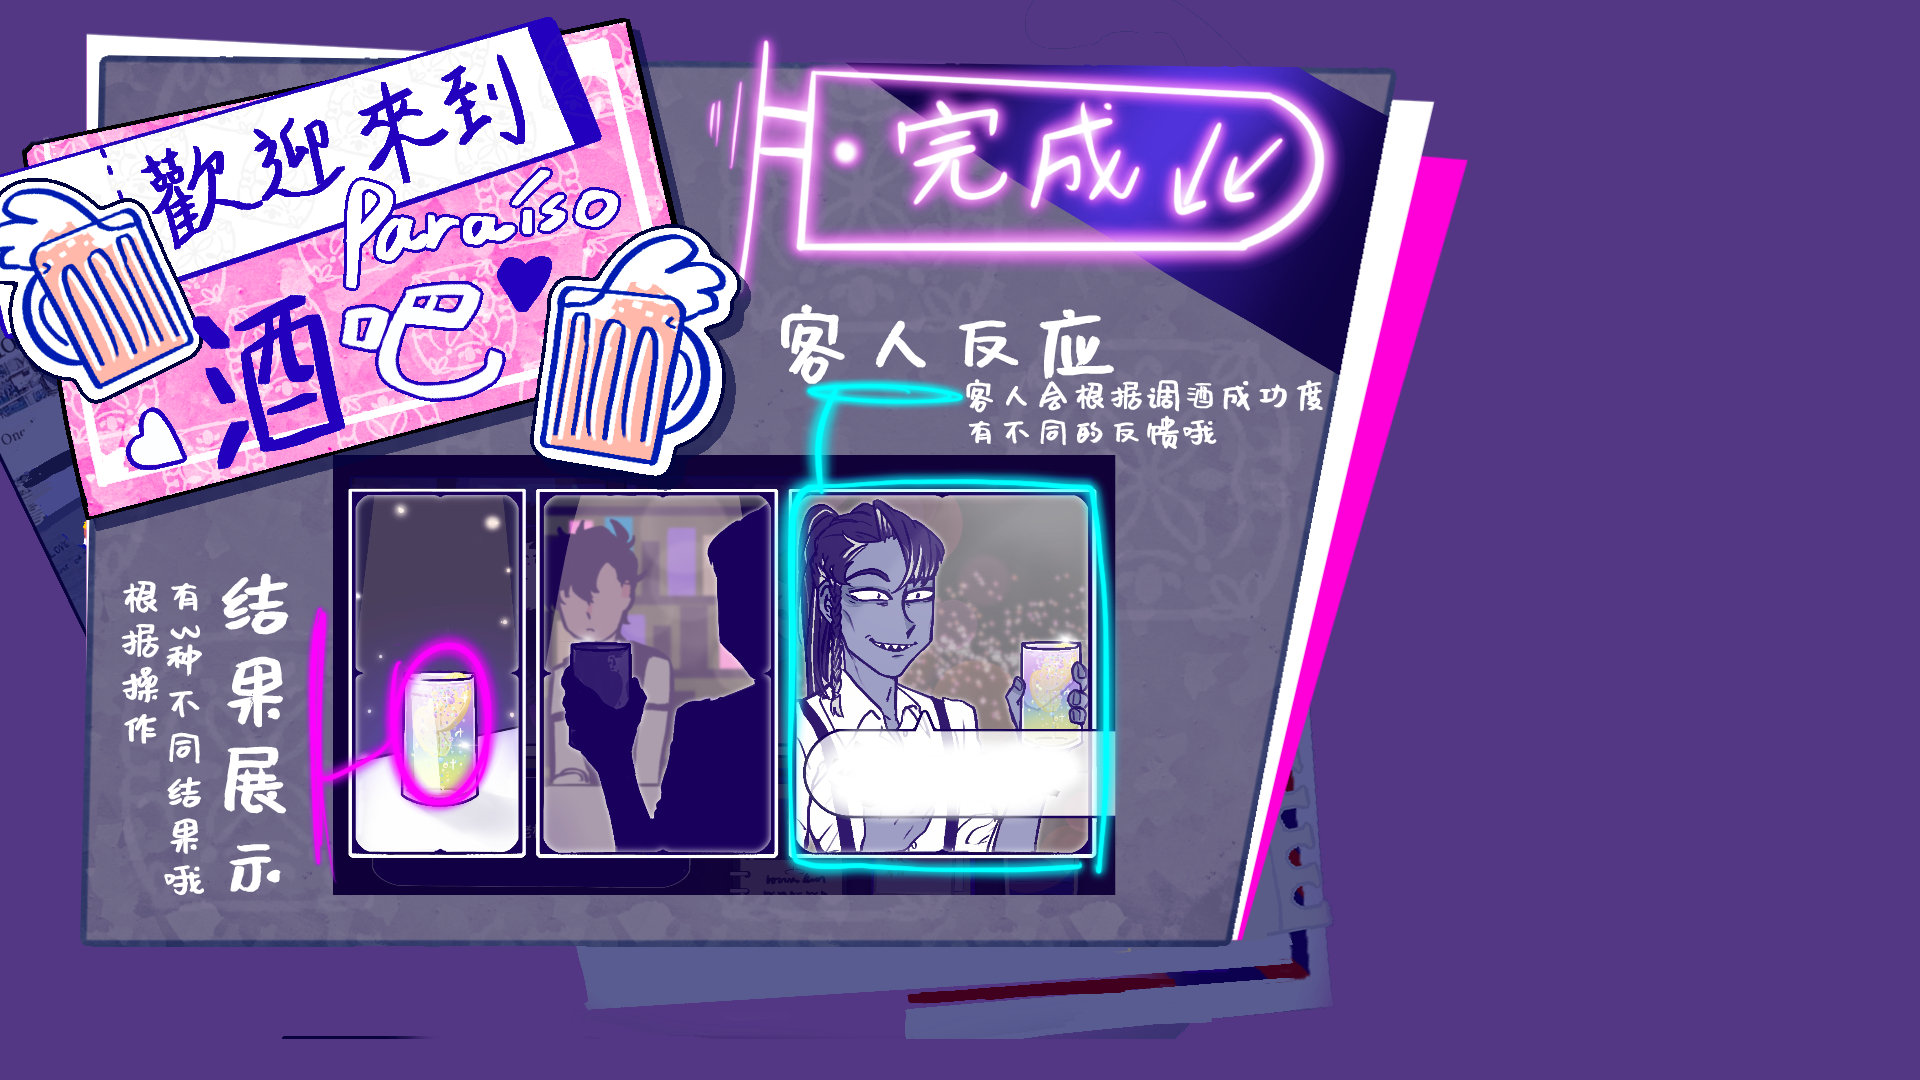 歡迎來到
Paraíso
酒吧
完成
客人反应
客人会根据调酒成功度
有不同的反馈哦
结果展示
有3种不同结果哦
根据操作